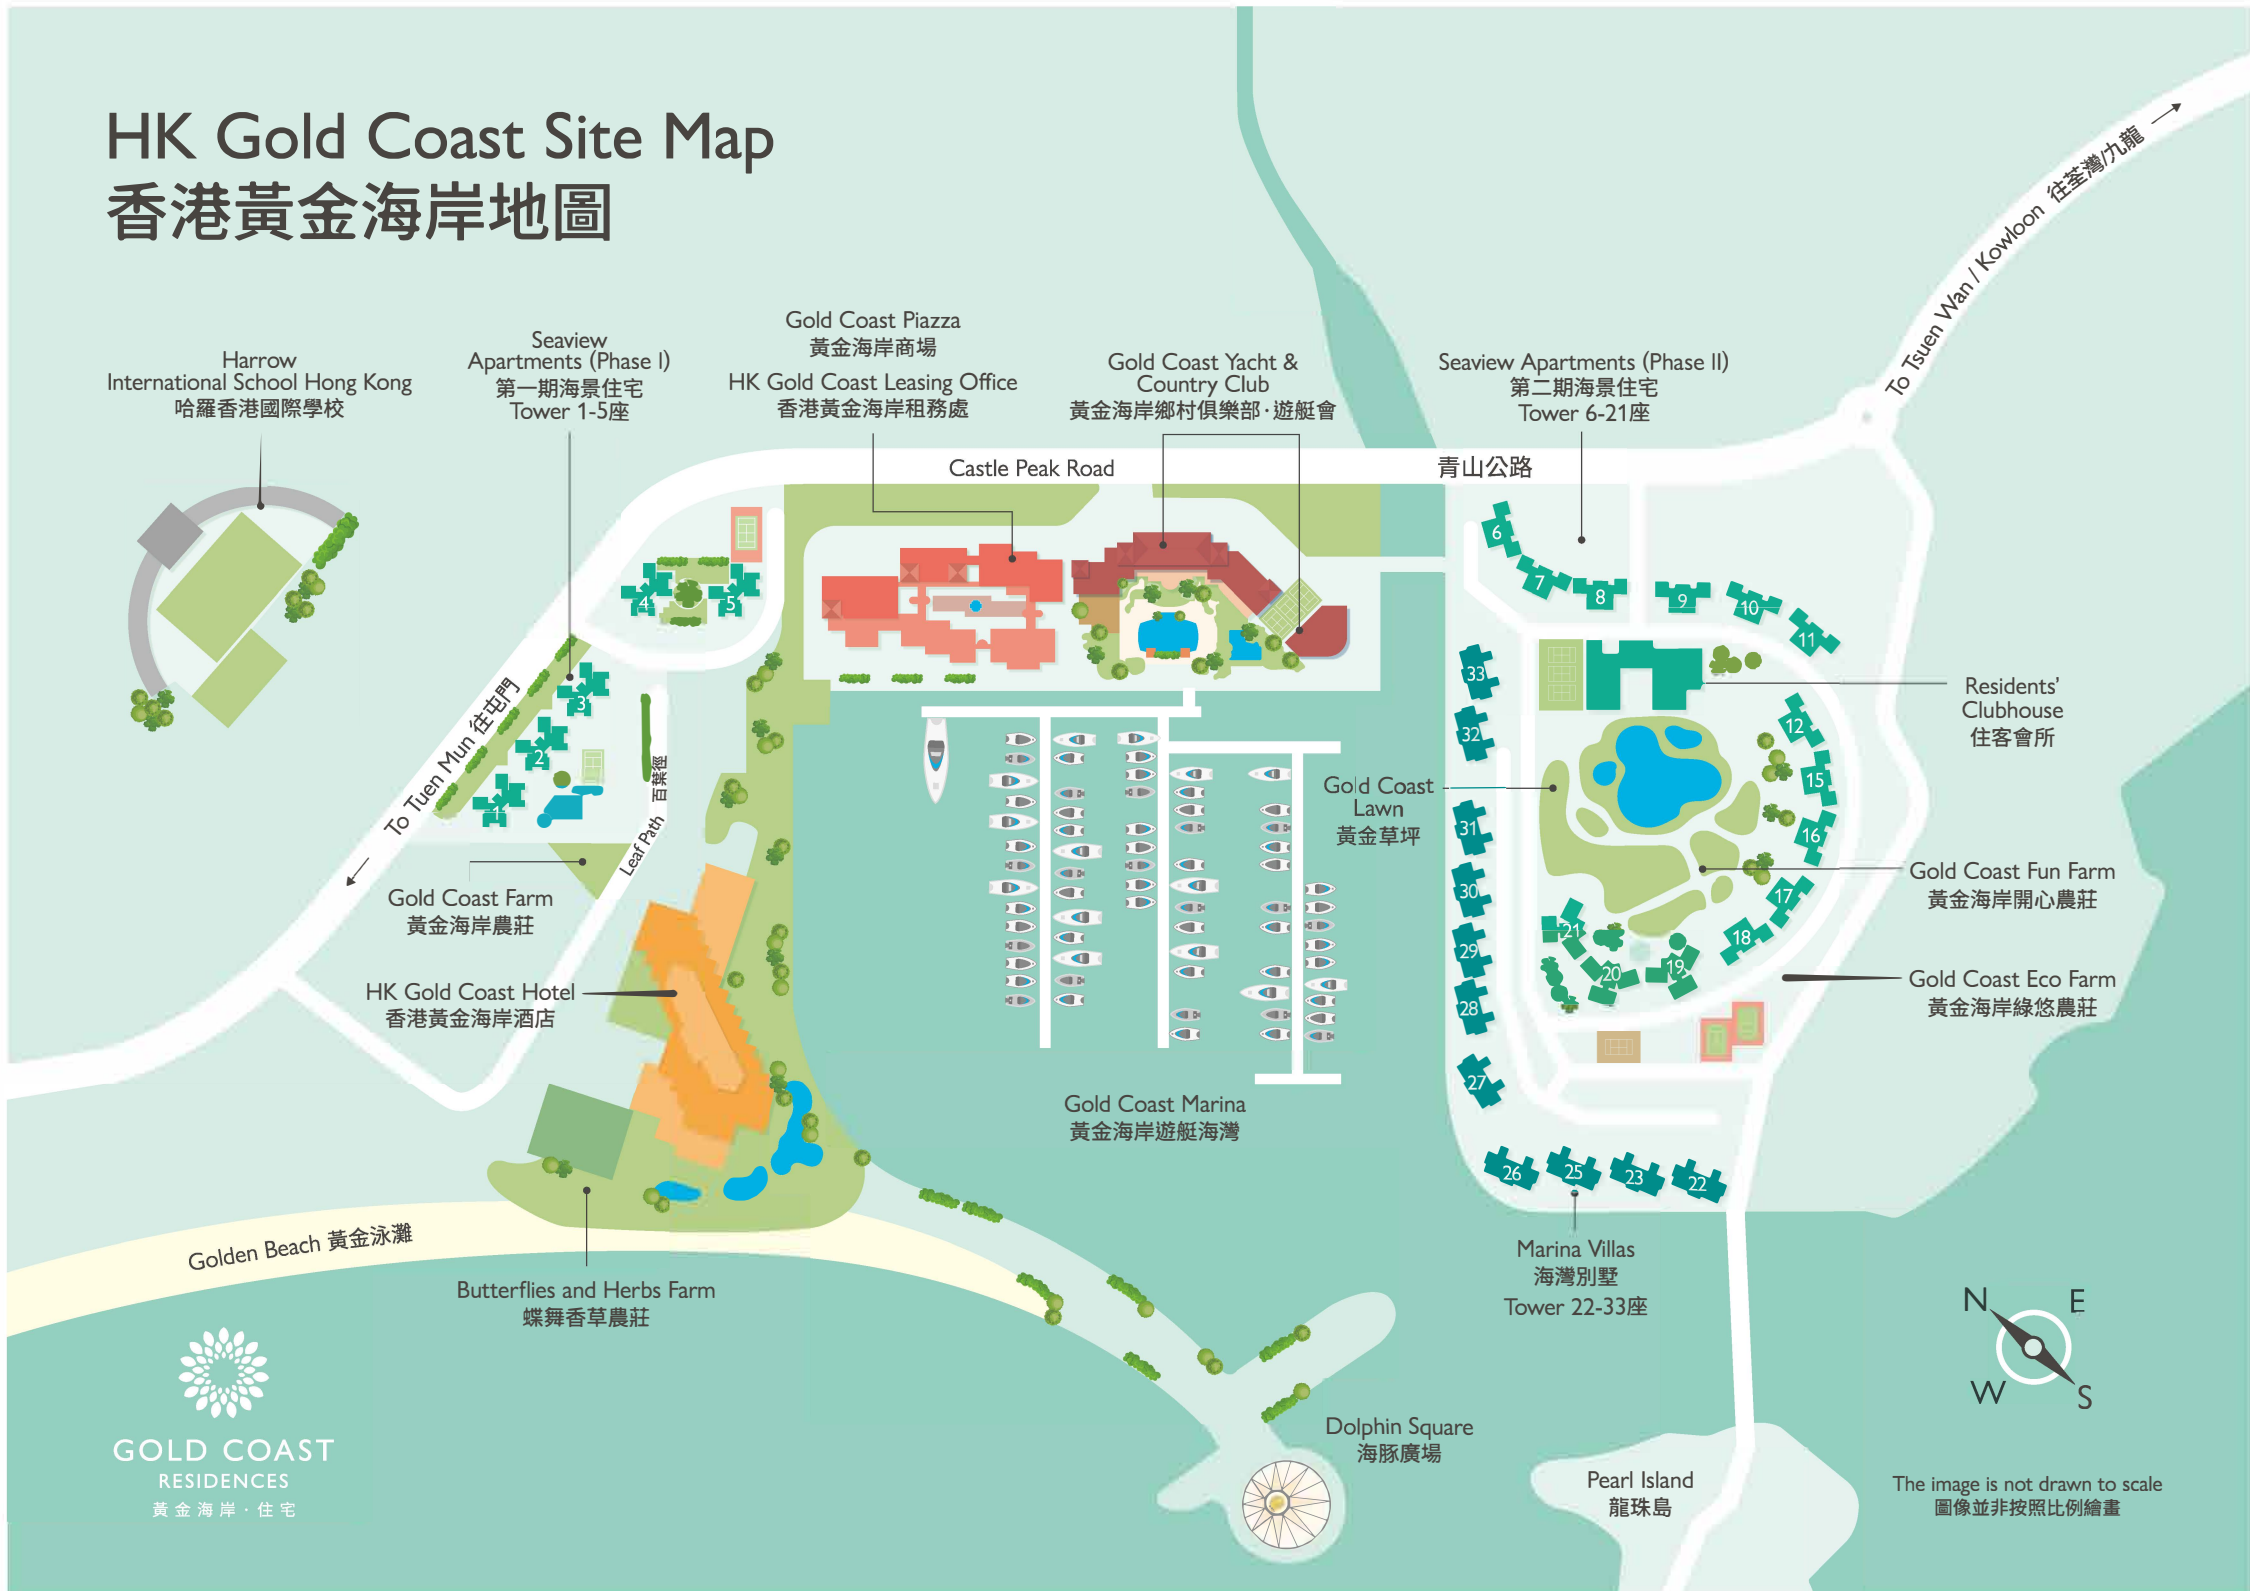 HK Gold Coast Site Map
香港黃金海岸地圖
To Tsuen Wan / Kowloon 往荃灣/九龍
Harrow
International School Hong Kong
哈羅香港國際學校
Seaview
Apartments (Phase I)
第一期海景住宅
Tower 1-5座
Gold Coast Piazza
黃金海岸商場
HK Gold Coast Leasing Office
香港黃金海岸租務處
Gold Coast Yacht &
Country Club
黃金海岸鄉村俱樂部·遊艇會
Seaview Apartments (Phase II)
第二期海景住宅
Tower 6-21座
Castle Peak Road
青山公路
6
7
8
9
10
11
4
5
3
2
1
To Tuen Mun 往屯門
Leaf Path 百葉徑
33
32
31
30
29
28
27
12
15
16
17
18
21
20
19
Residents'
Clubhouse
住客會所
Gold Coast
Lawn
黃金草坪
Gold Coast Fun Farm
黃金海岸開心農莊
Gold Coast Eco Farm
黃金海岸綠悠農莊
Gold Coast Farm
黃金海岸農莊
HK Gold Coast Hotel
香港黃金海岸酒店
Gold Coast Marina
黃金海岸遊艇海灣
26
25
23
22
Marina Villas
海灣別墅
Tower 22-33座
Golden Beach 黃金泳灘
Butterflies and Herbs Farm
蝶舞香草農莊
N
E
W
S
Dolphin Square
海豚廣場
Pearl Island
龍珠島
GOLD COAST
RESIDENCES
黃金海岸·住宅
The image is not drawn to scale
圖像並非按照比例繪畫